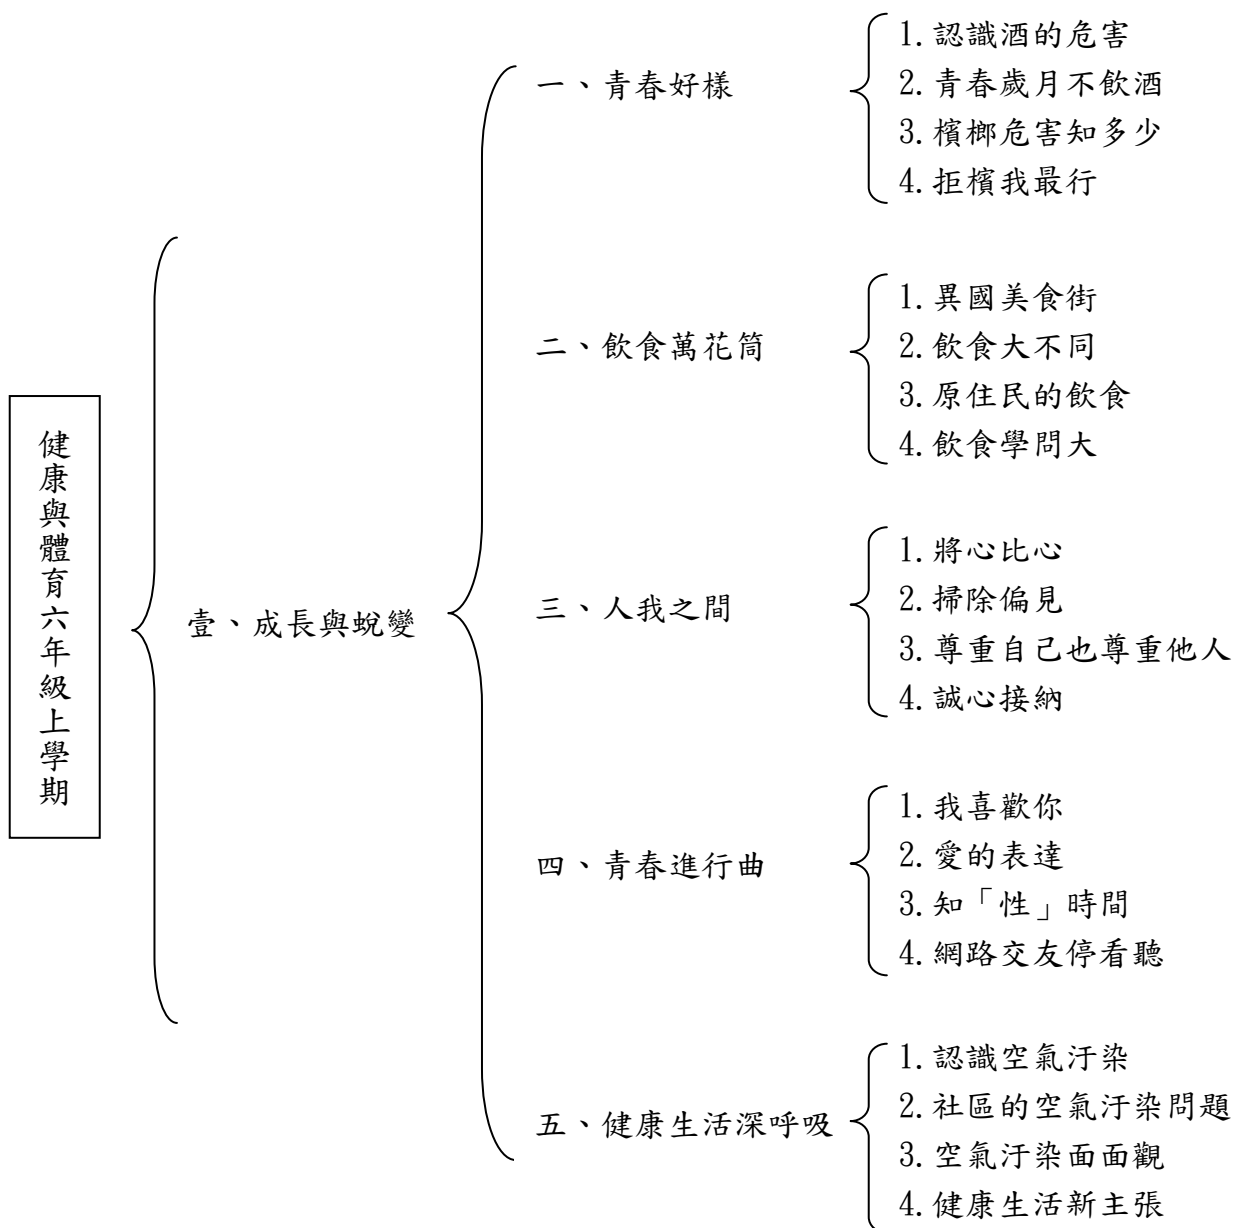 健康與體育六年級上學期
壹、成長與蛻變
一、青春好樣
1.認識酒的危害
2.青春歲月不飲酒
3.檳榔危害知多少
4.拒檳我最行
二、飲食萬花筒
1.異國美食街
2.飲食大不同
3.原住民的飲食
4.飲食學問大
三、人我之間
1.將心比心
2.掃除偏見
3.尊重自己也尊重他人
4.誠心接納
四、青春進行曲
1.我喜歡你
2.愛的表達
3.知「性」時間
4.網路交友停看聽
五、健康生活深呼吸
1.認識空氣汙染
2.社區的空氣汙染問題
3.空氣汙染面面觀
4.健康生活新主張